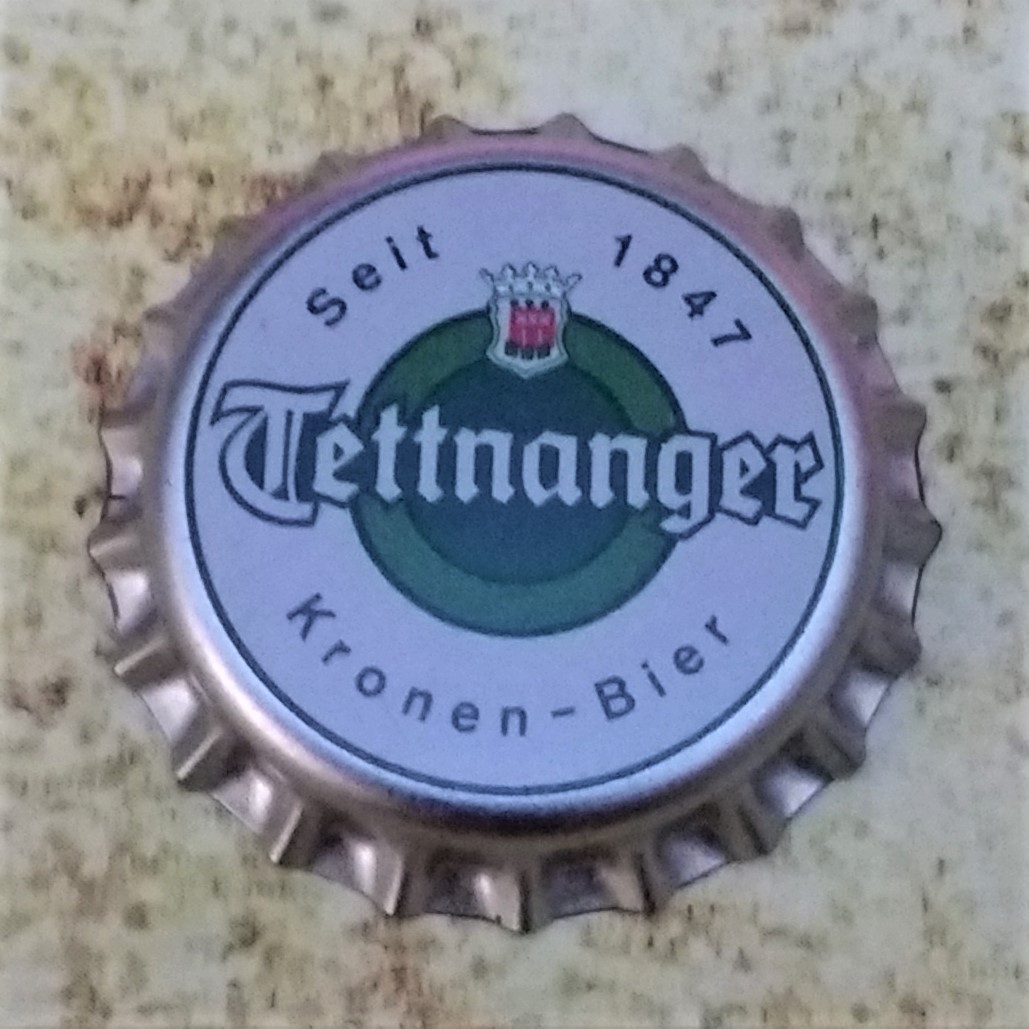 Seit 1847
Tettnanger
Kronen-Bier